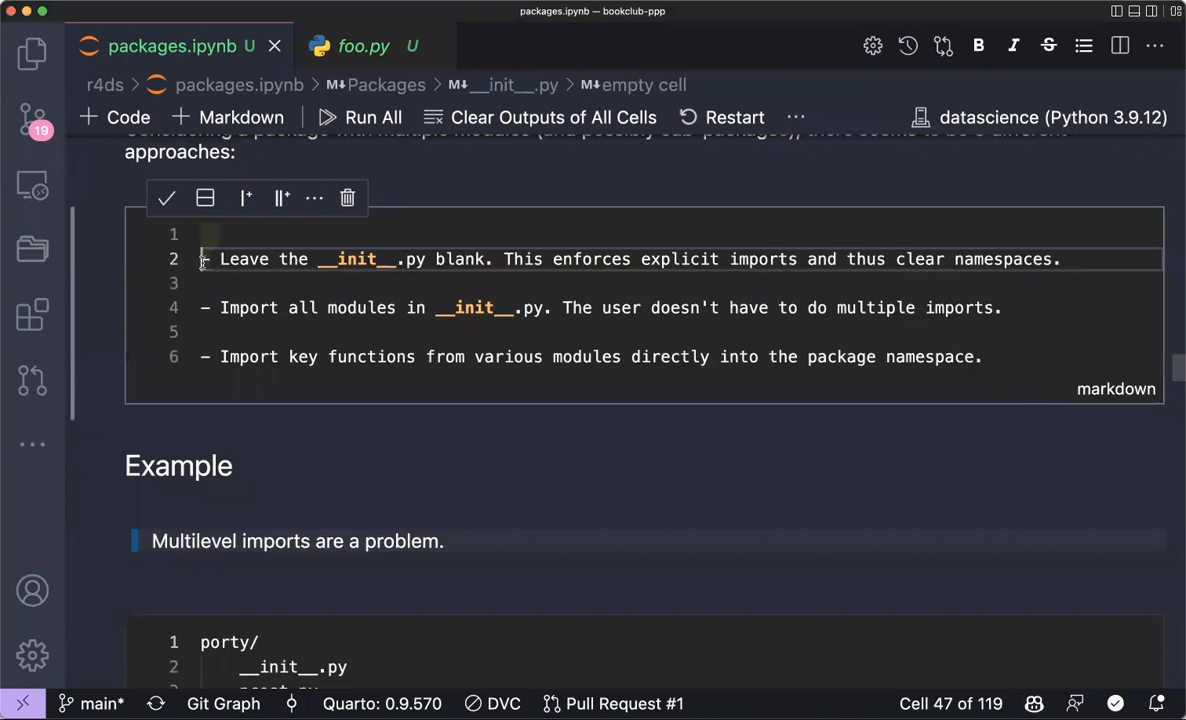 packages.ipynb — bookclub-ppp
packages.ipynb U
foo.py U
r4ds > packages.ipynb > M↓Packages > M↓__init__.py > M↓empty cell
+ Code + Markdown Run All Clear Outputs of All Cells Restart ... datascience (Python 3.9.12)
approaches:
1
2 - Leave the __init__.py blank. This enforces explicit imports and thus clear namespaces.
3
4 - Import all modules in __init__.py. The user doesn't have to do multiple imports.
5
6 - Import key functions from various modules directly into the package namespace.
markdown
Example
Multilevel imports are a problem.
1 porty/
2 __init__.py
19
main* Git Graph Quarto: 0.9.570 DVC Pull Request #1 Cell 47 of 119